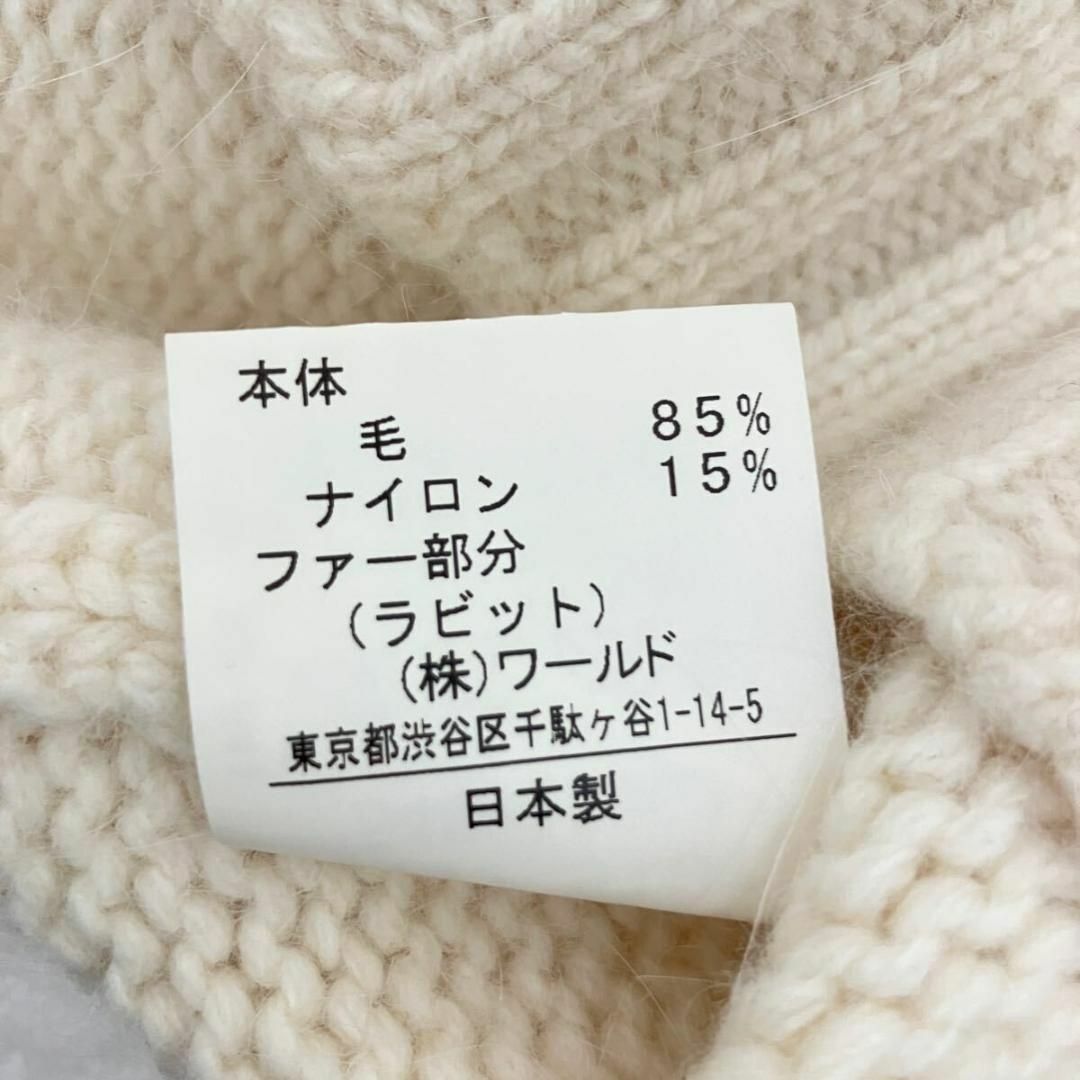 本体
毛 85%
ナイロン 15%
ファー部分
(ラビット)
(株)ワールド
東京都渋谷区千駄ヶ谷1-14-5
日本製